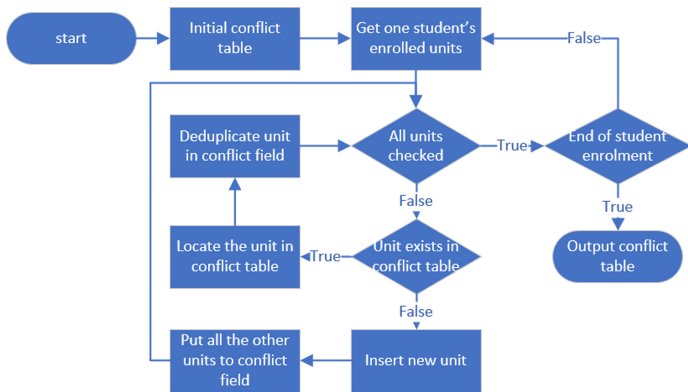 start
Initial conflict
table
Get one student's
enrolled units
False
Deduplicate unit
in conflict field
All units
checked
True
End of student
enrolment
False
True
Locate the unit in
conflict table
True
Unit exists in
conflict table
Output conflict
table
False
Put all the other
units to conflict
field
Insert new unit